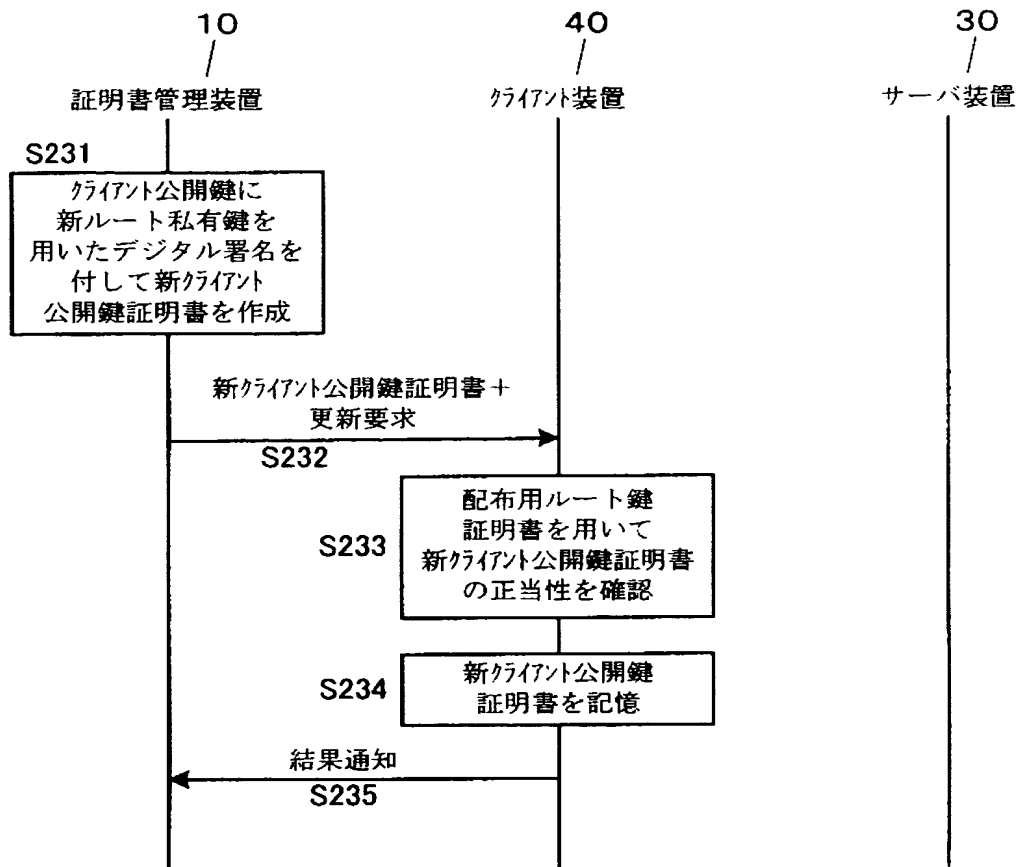 10
40
30
証明書管理装置
クライアント装置
サーバ装置
S231
クライアント公開鍵に
新ルート私有鍵を
用いたデジタル署名を
付して新クライアント
公開鍵証明書を作成
新クライアント公開鍵証明書+
更新要求
S232
S233
配布用ルート鍵
証明書を用いて
新クライアント公開鍵証明書
の正当性を確認
S234
新クライアント公開鍵
証明書を記憶
結果通知
S235